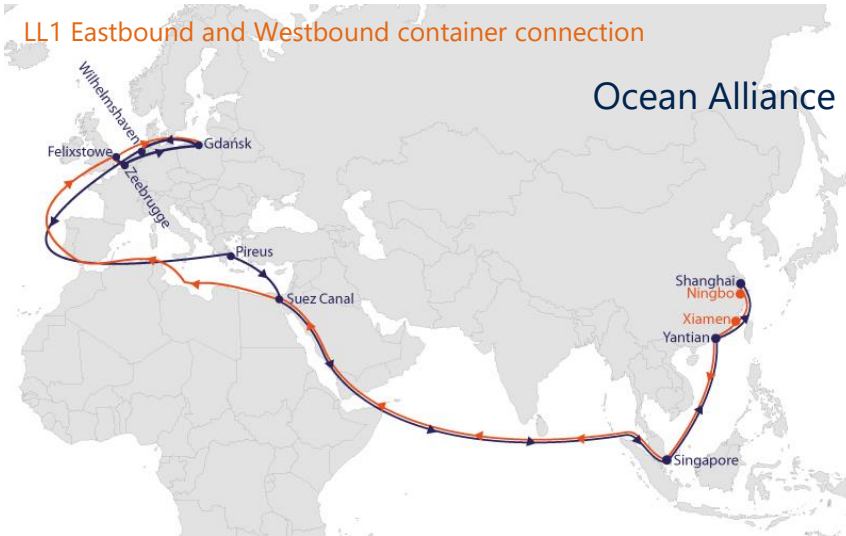 LL1 Eastbound and Westbound container connection
Ocean Alliance
Wilhelmshaven
Felixstowe
Gdańsk
Zeebrugge
Pireus
Suez Canal
Shanghai
Ningbo
Xiamen
Yantian
Singapore